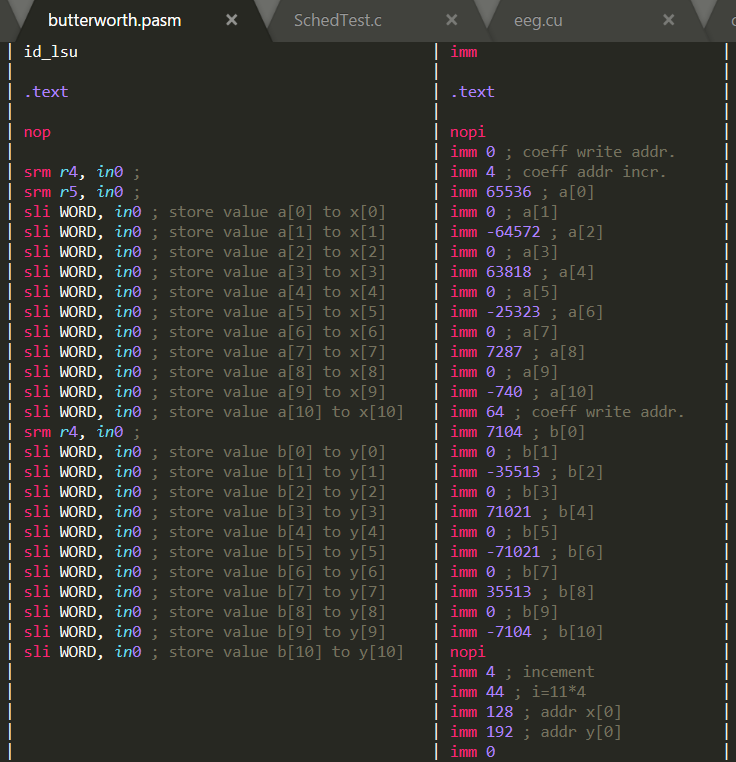 butterworth.pasm × SchedTest.c × eeg.cu ×
| id_lsu | imm |
| | |
| .text | .text |
| | |
| nop | nopi |
| | imm 0 ; coeff write addr. |
| srm r4, in0 ; | imm 4 ; coeff addr incr. |
| srm r5, in0 ; | imm 65536 ; a[0] |
| sli WORD, in0 ; store value a[0] to x[0] | imm 0 ; a[1] |
| sli WORD, in0 ; store value a[1] to x[1] | imm -64572 ; a[2] |
| sli WORD, in0 ; store value a[2] to x[2] | imm 0 ; a[3] |
| sli WORD, in0 ; store value a[3] to x[3] | imm 63818 ; a[4] |
| sli WORD, in0 ; store value a[4] to x[4] | imm 0 ; a[5] |
| sli WORD, in0 ; store value a[5] to x[5] | imm -25323 ; a[6] |
| sli WORD, in0 ; store value a[6] to x[6] | imm 0 ; a[7] |
| sli WORD, in0 ; store value a[7] to x[7] | imm 7287 ; a[8] |
| sli WORD, in0 ; store value a[8] to x[8] | imm 0 ; a[9] |
| sli WORD, in0 ; store value a[9] to x[9] | imm -740 ; a[10] |
| sli WORD, in0 ; store value a[10] to x[10] | imm 64 ; coeff write addr. |
| srm r4, in0 ; | imm 7104 ; b[0] |
| sli WORD, in0 ; store value b[0] to y[0] | imm 0 ; b[1] |
| sli WORD, in0 ; store value b[1] to y[1] | imm -35513 ; b[2] |
| sli WORD, in0 ; store value b[2] to y[2] | imm 0 ; b[3] |
| sli WORD, in0 ; store value b[3] to y[3] | imm 71021 ; b[4] |
| sli WORD, in0 ; store value b[4] to y[4] | imm 0 ; b[5] |
| sli WORD, in0 ; store value b[5] to y[5] | imm -71021 ; b[6] |
| sli WORD, in0 ; store value b[6] to y[6] | imm 0 ; b[7] |
| sli WORD, in0 ; store value b[7] to y[7] | imm 35513 ; b[8] |
| sli WORD, in0 ; store value b[8] to y[8] | imm 0 ; b[9] |
| sli WORD, in0 ; store value b[9] to y[9] | imm -7104 ; b[10] |
| sli WORD, in0 ; store value b[10] to y[10] | nopi |
| | imm 4 ; incement |
| | imm 44 ; i=11*4 |
| | imm 128 ; addr x[0] |
| | imm 192 ; addr y[0] |
| | imm 0 |